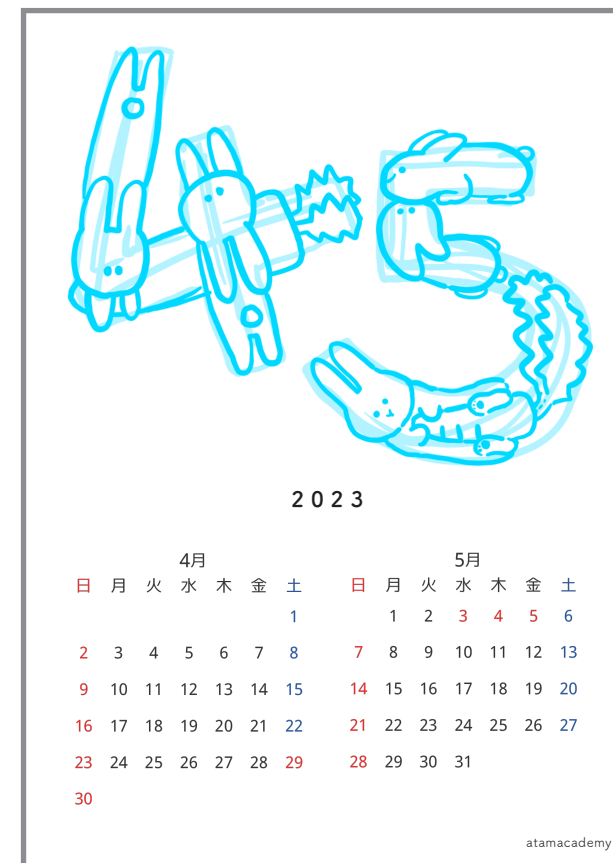 45
2023
4月
日 月 火 水 木 金 土
1
2 3 4 5 6 7 8
9 10 11 12 13 14 15
16 17 18 19 20 21 22
23 24 25 26 27 28 29
30
5月
日 月 火 水 木 金 土
1 2 3 4 5 6
7 8 9 10 11 12 13
14 15 16 17 18 19 20
21 22 23 24 25 26 27
28 29 30 31
atamacademy